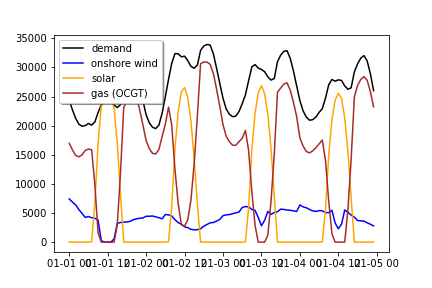 35000
30000
25000
20000
15000
10000
5000
0
demand
onshore wind
solar
gas (OCGT)
01-01 00 01-01 12 01-02 00 01-02 12 01-03 00 01-03 12 01-04 00 01-04 12 01-05 00